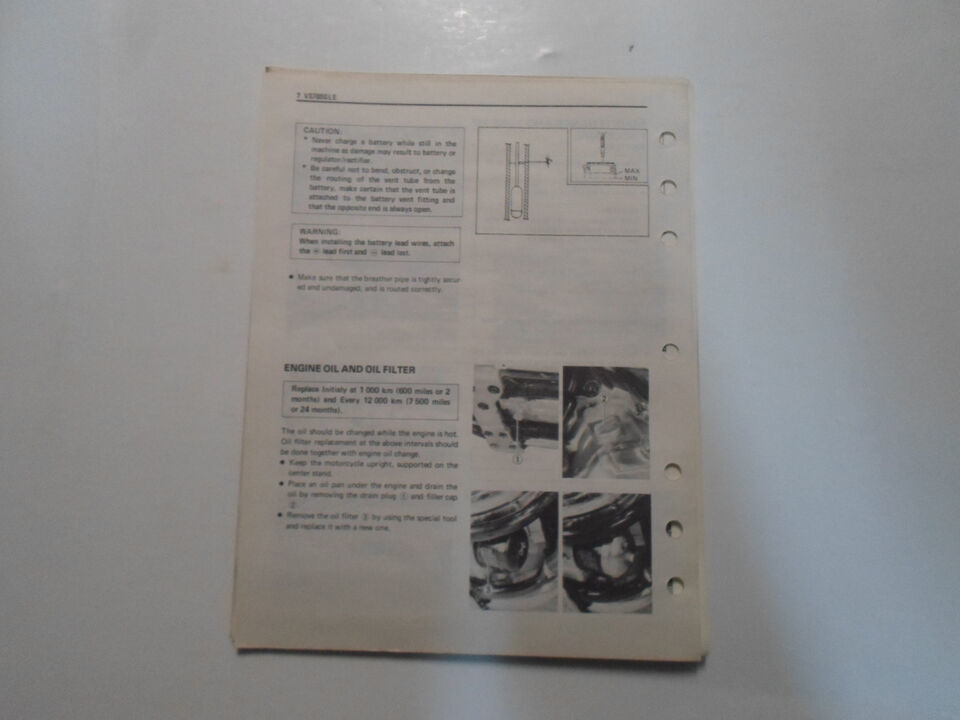 7 VS700GLE
CAUTION:
* Never charge a battery while still in the
machine as damage may result to battery or
regulator/rectifier.
* Be careful not to bend, obstruct, or change
the routing of the vent tube from the
battery, make certain that the vent tube is
attached to the battery vent fitting and
that the opposite end is always open.
WARNING:
When installing the battery lead wires, attach
the ⊕ lead first and ⊖ lead last.
● Make sure that the breather pipe is tightly secur
ed and undamaged, and is routed correctly.
MAX
MIN
ENGINE OIL AND OIL FILTER
Replace Initialy at 1 000 km (600 miles or 2
months) and Every 12 000 km (7 500 miles
or 24 months).
The oil should be changed while the engine is hot.
Oil filter replacement at the above intervals should
be done together with engine oil change.
● Keep the motorcycle upright, supported on the
center stand.
● Place an oil pan under the engine and drain the
oil by removing the drain plug ① and filler cap
②.
● Remove the oil filter ③ by using the special tool
and replace it with a new one.
①
2